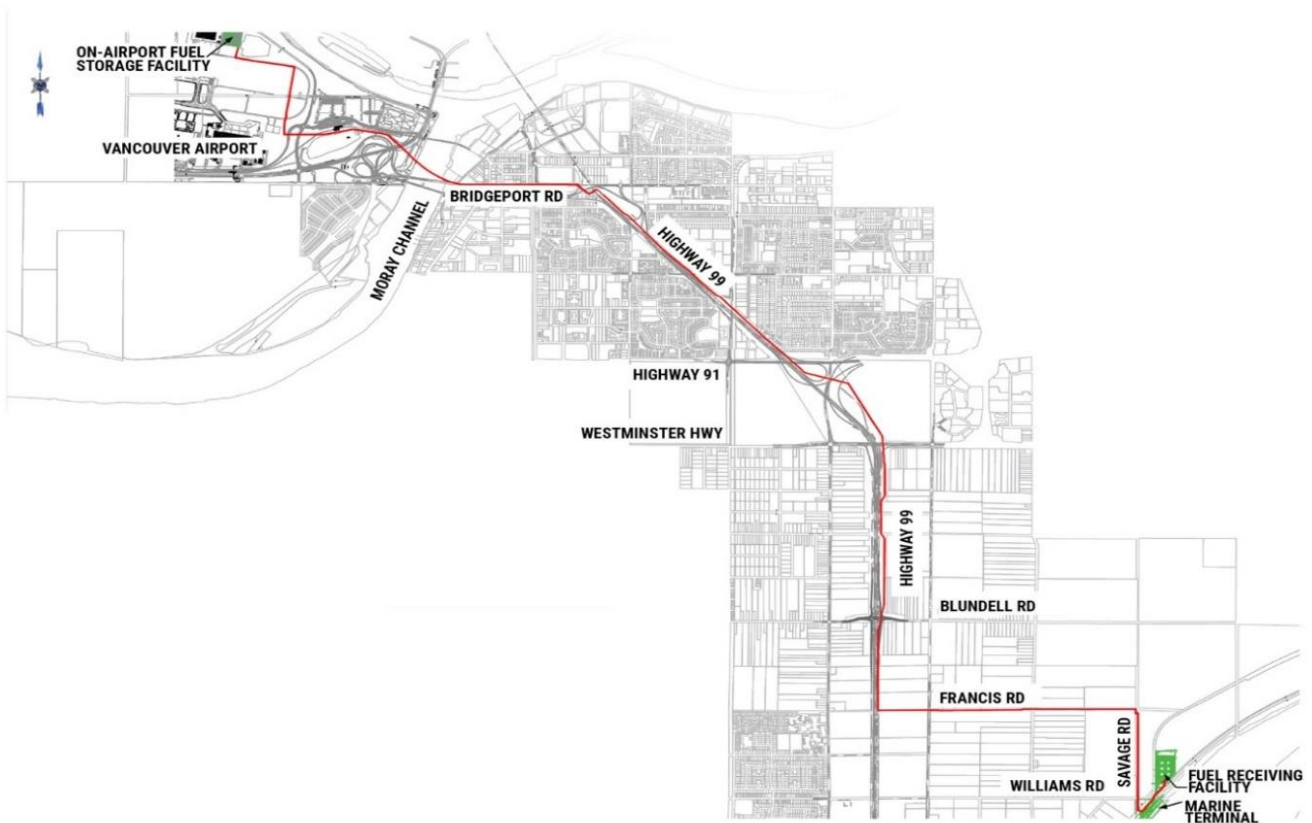 ON-AIRPORT FUEL
STORAGE FACILITY
VANCOUVER AIRPORT
BRIDGEPORT RD
MORAY CHANNEL
HIGHWAY 99
HIGHWAY 91
WESTMINSTER HWY
HIGHWAY 99
BLUNDELL RD
FRANCIS RD
SAVAGE RD
WILLIAMS RD
FUEL RECEIVING
FACILITY
MARINE
TERMINAL